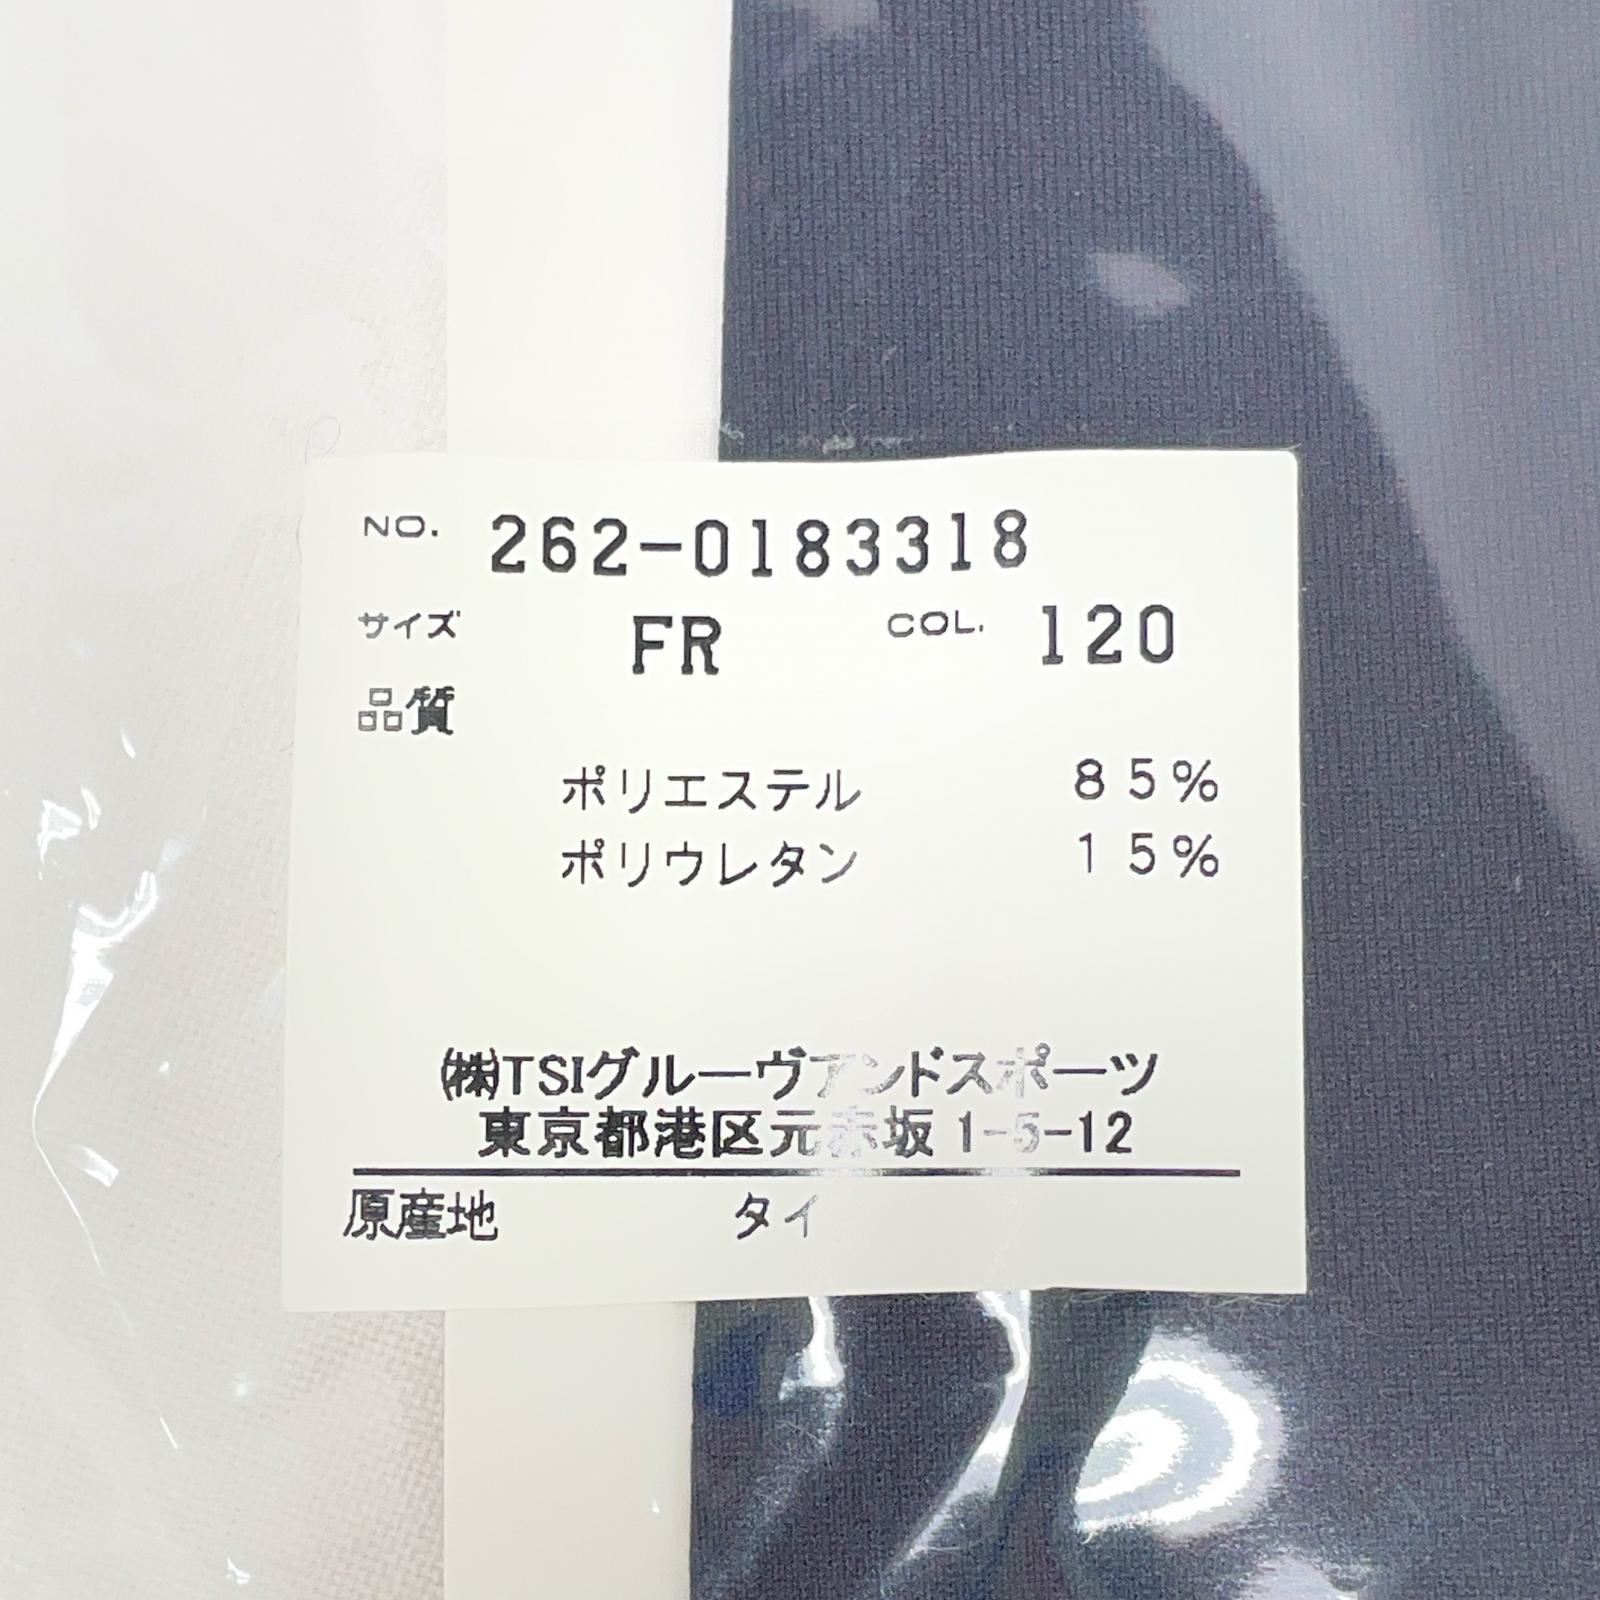 NO. 262-0183318
サイズ FR COL. 120
品質
ポリエステル 85%
ポリウレタン 15%
㈱TSIグルーヴアンドスポーツ
東京都港区元赤坂1-5-12
原産地 タイ